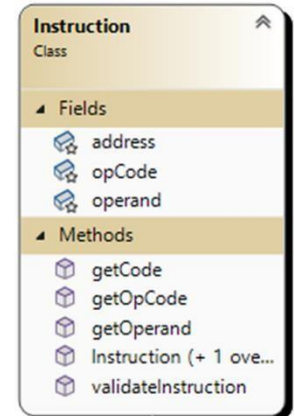 Instruction
Class
Fields
address
opCode
operand
Methods
getCode
getOpCode
getOperand
Instruction (+ 1 ove...
validateInstruction